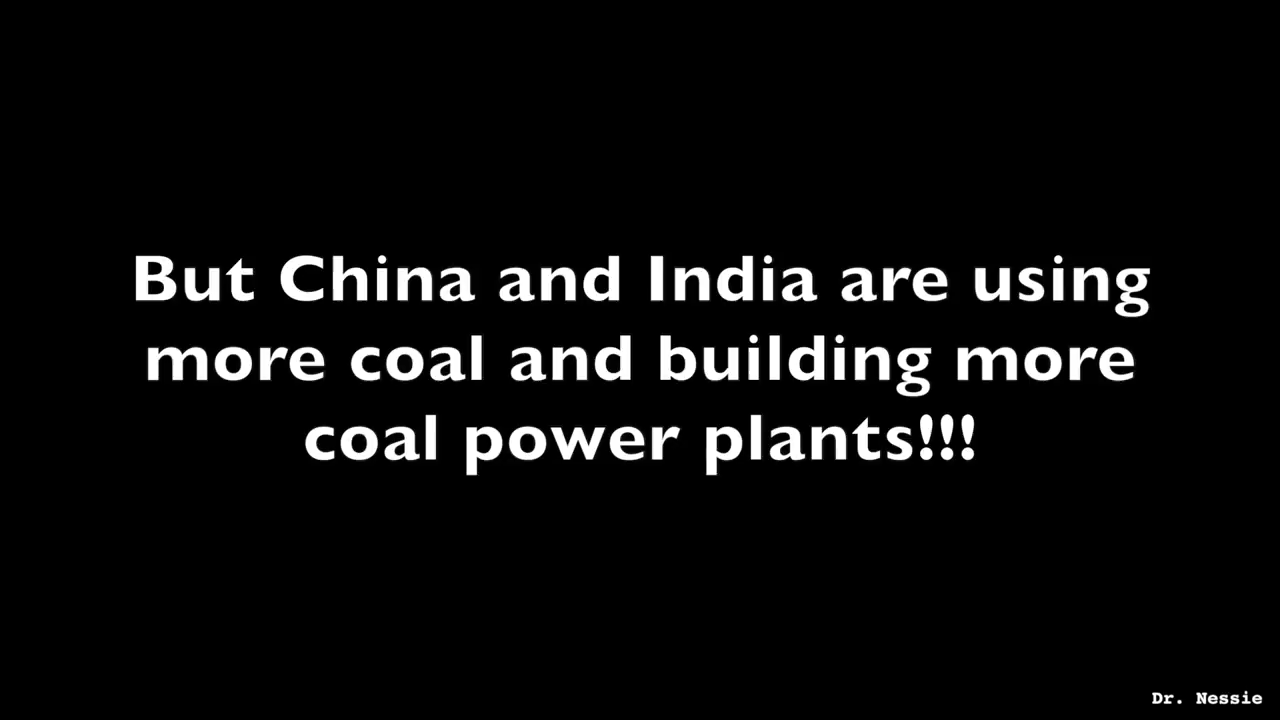 But China and India are using
more coal and building more
coal power plants!!!
Dr. Nessie